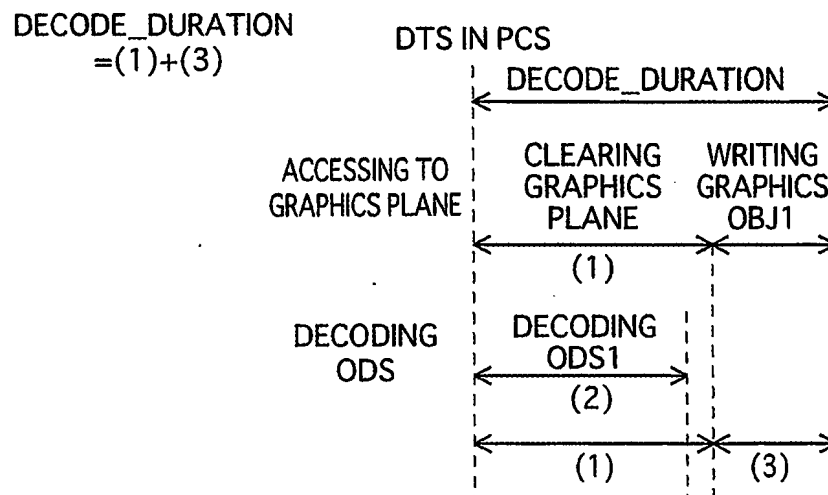 DECODE_DURATION
=(1)+(3)
DTS IN PCS
DECODE_DURATION
ACCESSING TO
GRAPHICS PLANE
CLEARING
GRAPHICS
PLANE
WRITING
GRAPHICS
OBJ1
(1)
DECODING
ODS
DECODING
ODS1
(2)
(1)
(3)